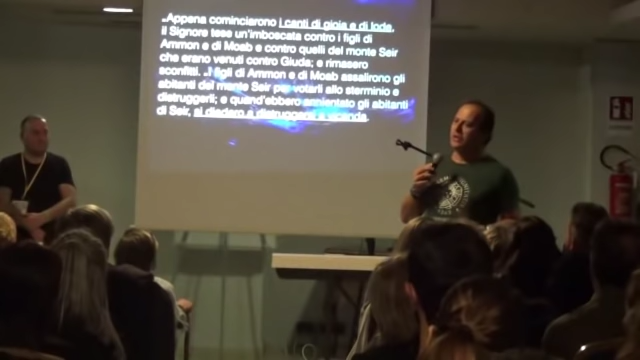 „Appena cominciarono i canti di gioia e di lode,
il Signore tese un'imboscata contro i figli di
Ammon e di Moab e contro quelli del monte Seir
che erano venuti contro Giuda; e rimasero
sconfitti. „I figli di Ammon e di Moab assalirono gli
abitanti del monte Seir per votarli allo sterminio e
distruggerli; e quand'ebbero annientato gli abitanti
di Seir, si diedero a distruggersi a vicenda.